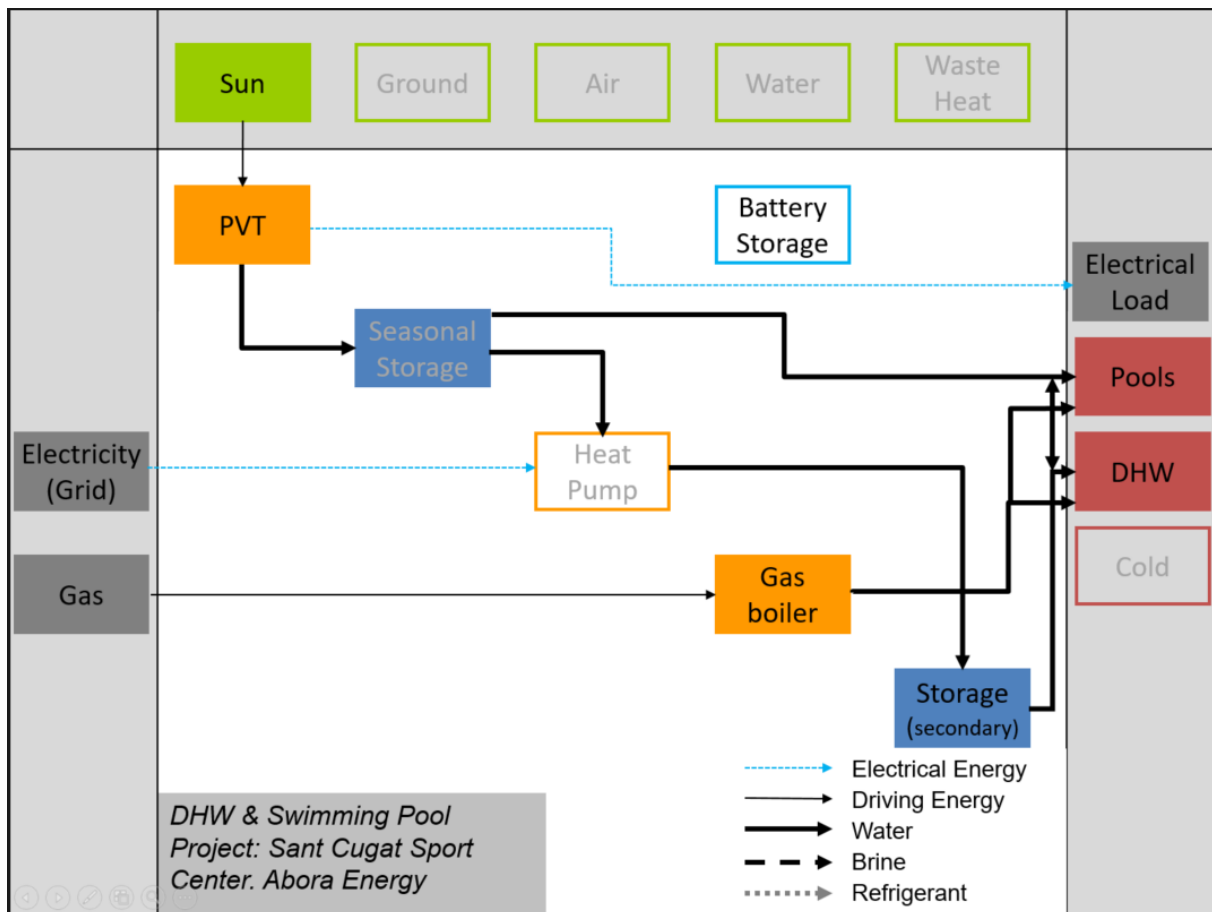 Sun
Ground
Air
Water
Waste
Heat
PVT
Battery
Storage
Electrical
Load
Seasonal
Storage
Pools
Electricity
(Grid)
Heat
Pump
DHW
Gas
Gas
boiler
Cold
Storage
(secondary)
Electrical Energy
Driving Energy
Water
Brine
Refrigerant
DHW & Swimming Pool
Project: Sant Cugat Sport
Center. Abora Energy